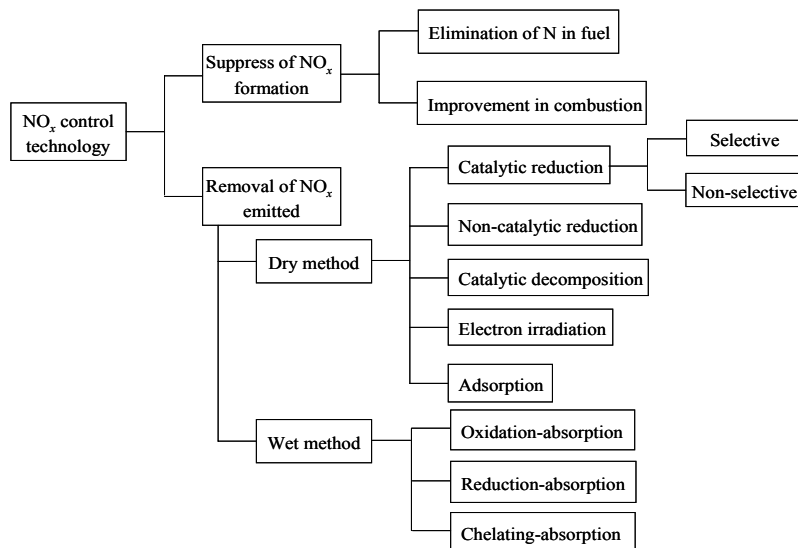 NOx control
technology
Suppress of NOx
formation
Elimination of N in fuel
Improvement in combustion
Removal of NOx
emitted
Dry method
Catalytic reduction
Selective
Non-selective
Non-catalytic reduction
Catalytic decomposition
Electron irradiation
Adsorption
Wet method
Oxidation-absorption
Reduction-absorption
Chelating-absorption